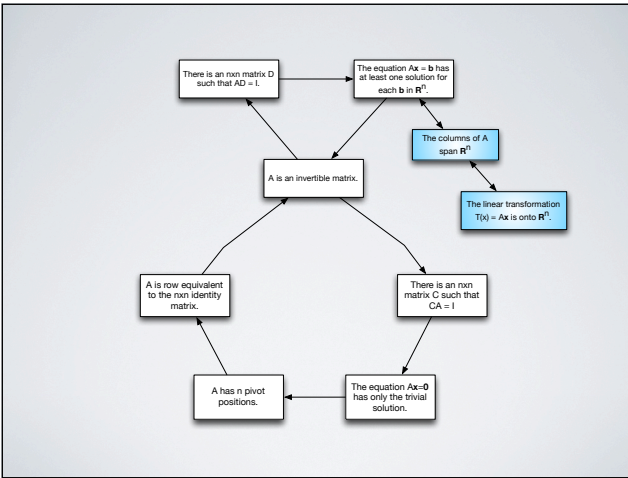 There is an nxn matrix D
such that AD = I.
The equation Ax = b has
at least one solution for
each b in Rⁿ.
The columns of A
span Rⁿ
A is an invertible matrix.
The linear transformation
T(x) = Ax is onto Rⁿ.
A is row equivalent
to the nxn identity
matrix.
There is an nxn
matrix C such that
CA = I
A has n pivot
positions.
The equation Ax=0
has only the trivial
solution.